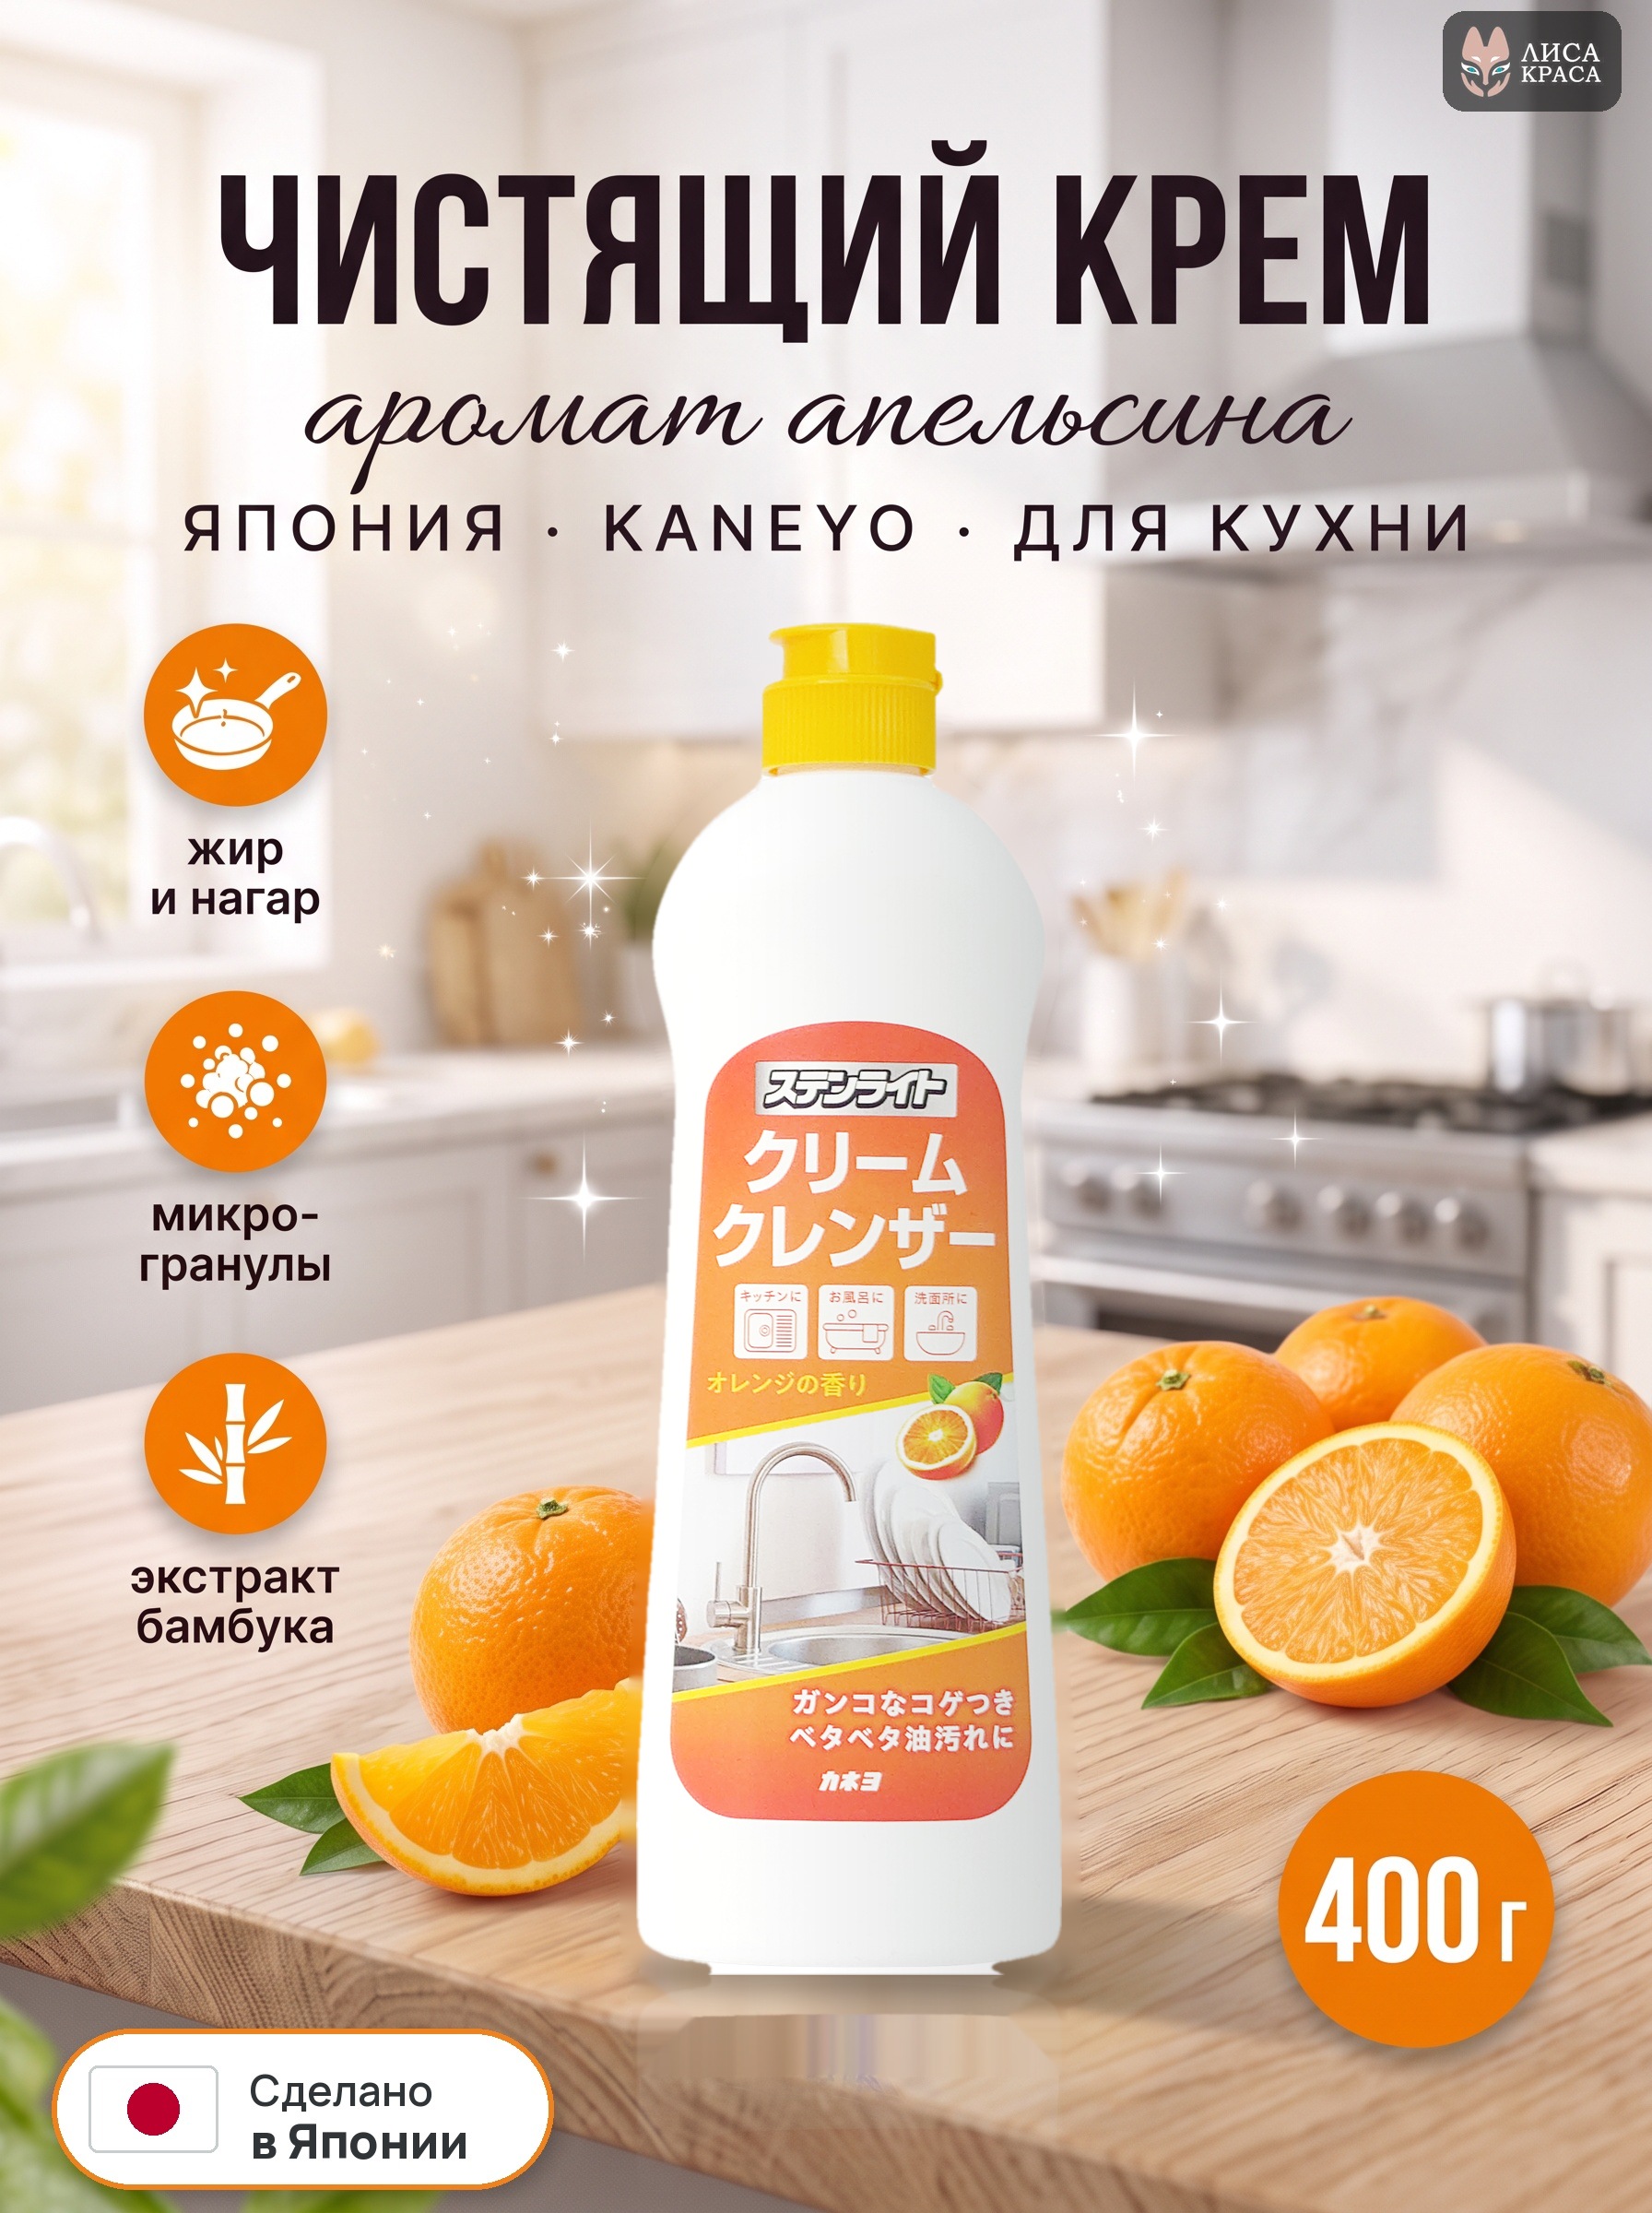 ЛИСА
КРАСА
ЧИСТЯЩИЙ КРЕМ
аромат апельсина
ЯПОНИЯ · KANEYO · ДЛЯ КУХНИ
жир
и нагар
микро-
гранулы
экстракт
бамбука
ステンライト
クリーム
クレンザー
キッチンに お風呂に 洗面所に
オレンジの香り
ガンコなコゲつき
ベタベタ油汚れに
カネヨ
400 г
Сделано
в Японии